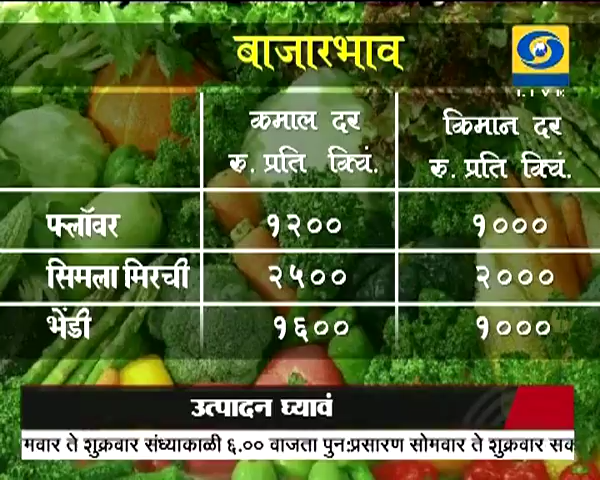 बाजारभाव
LIVE
कमाल दर किमान दर
रु. प्रति क्विं. रु. प्रति क्विं.
फ्लॉवर १२०० १०००
सिमला मिरची २५०० २०००
भेंडी १६०० १०००
उत्पादन घ्यावं
मवार ते शुक्रवार संध्याकाळी ६.०० वाजता पुन:प्रसारण सोमवार ते शुक्रवार सक